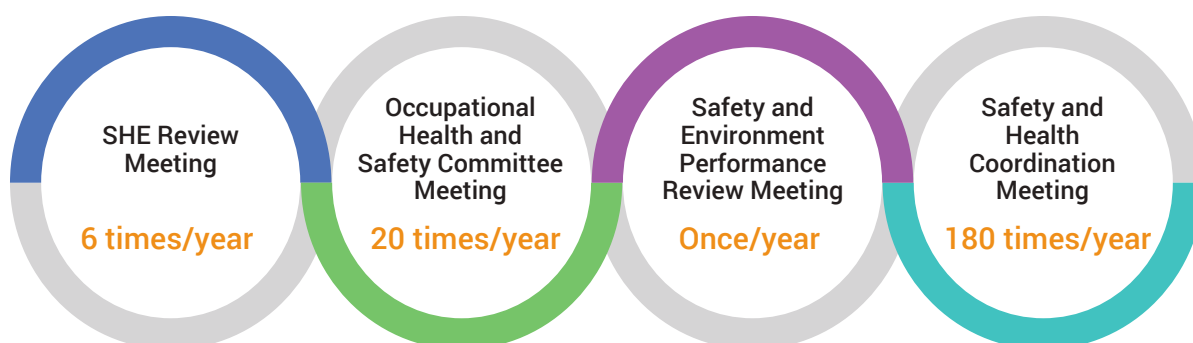 SHE Review
Meeting
6 times/year
Occupational
Health and
Safety Committee
Meeting
20 times/year
Safety and
Environment
Performance
Review Meeting
Once/year
Safety and
Health
Coordination
Meeting
180 times/year